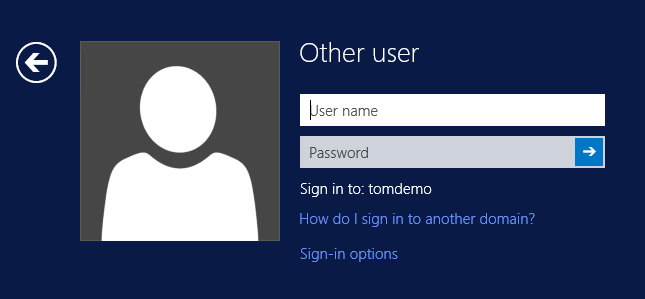 Other user
User name
Password
Sign in to: tomdemo
How do I sign in to another domain?
Sign-in options